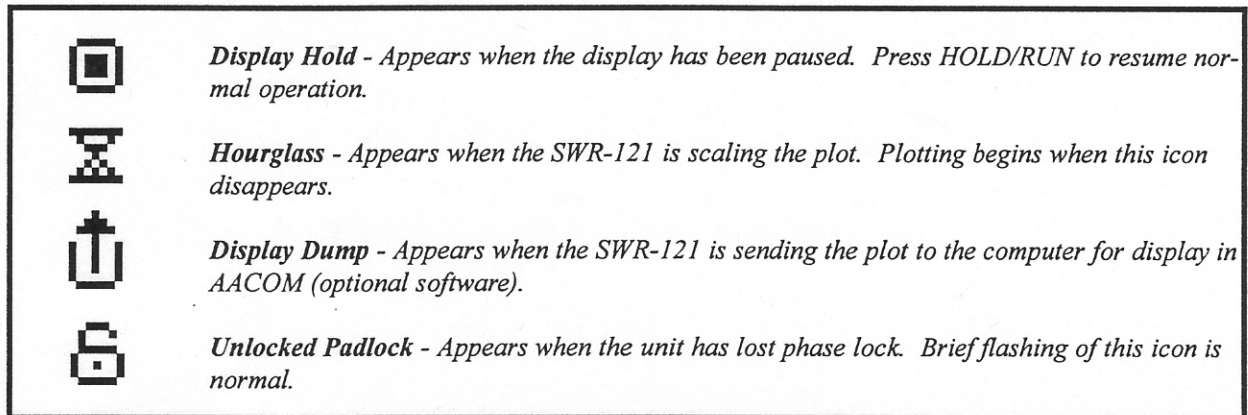 Display Hold - Appears when the display has been paused. Press HOLD/RUN to resume nor-
mal operation.
Hourglass - Appears when the SWR-121 is scaling the plot. Plotting begins when this icon
disappears.
Display Dump - Appears when the SWR-121 is sending the plot to the computer for display in
AACOM (optional software).
Unlocked Padlock - Appears when the unit has lost phase lock. Brief flashing of this icon is
normal.